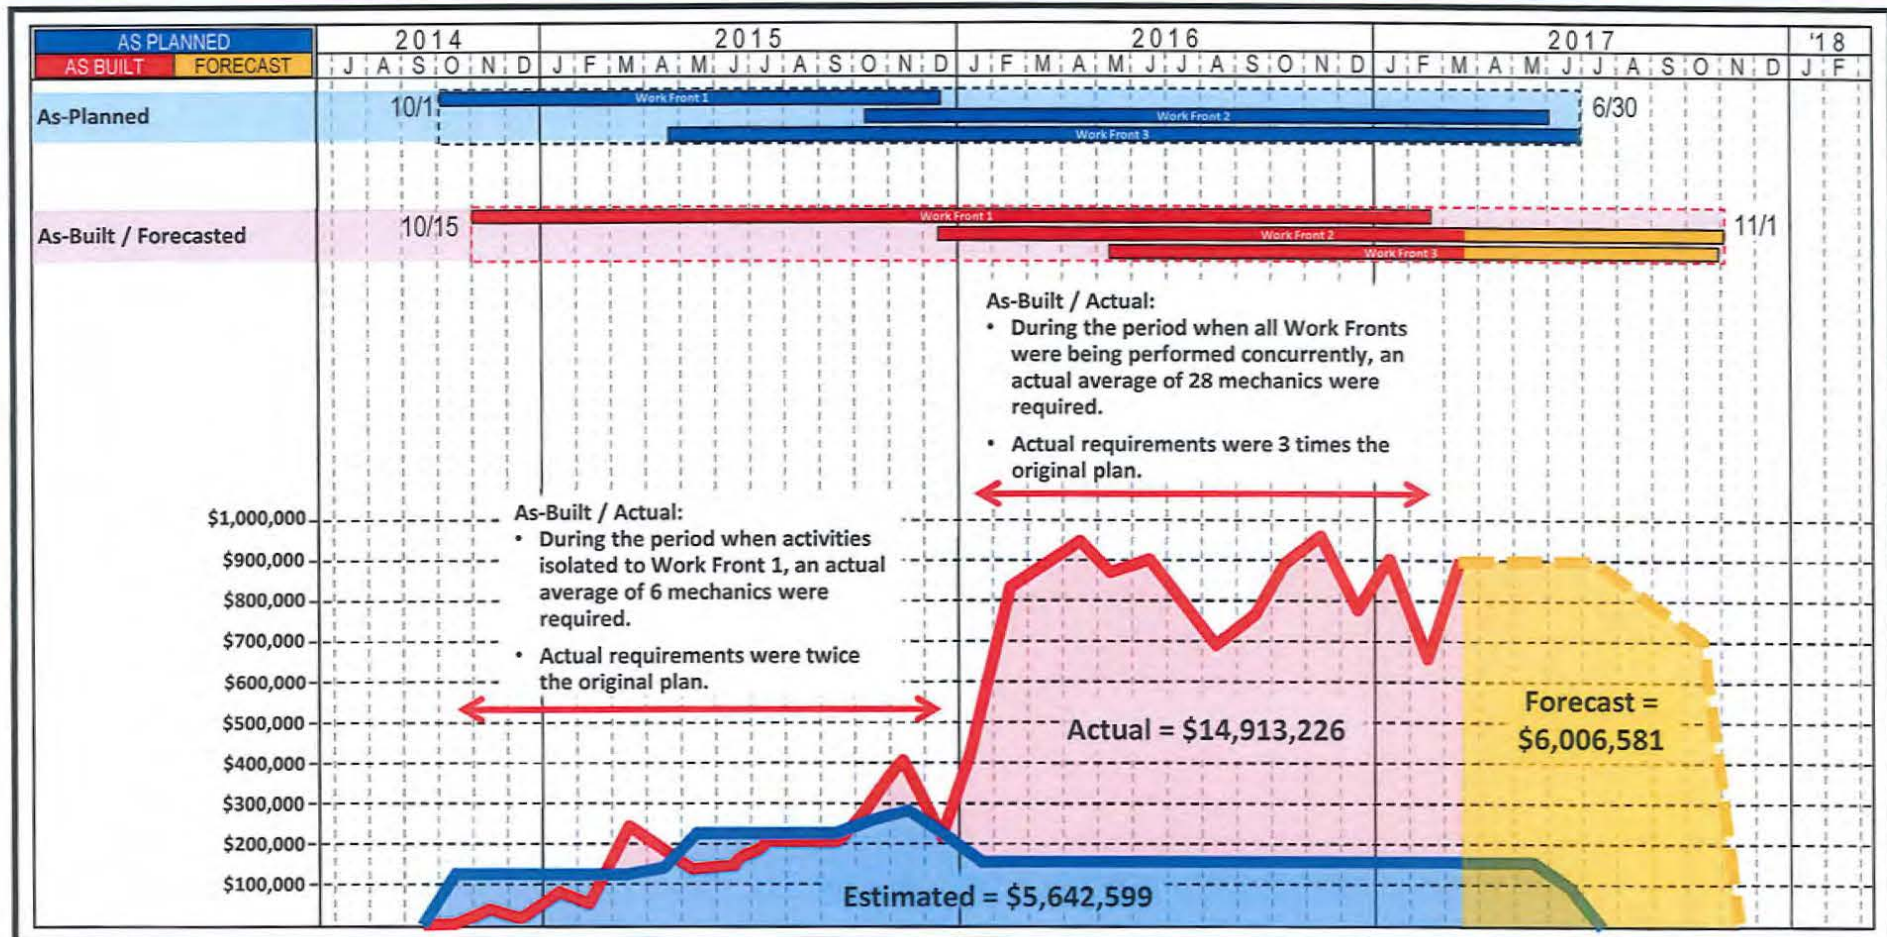 AS PLANNED
AS BUILT FORECAST
2014 2015 2016 2017 '18
J A S O N D J F M A M J J A S O N D J F M A M J J A S O N D J F M A M J J A S O N D J F
As-Planned
10/1
Work Front 1
Work Front 2
Work Front 3
6/30
As-Built / Forecasted
10/15
Work Front 1
Work Front 2
Work Front 3
11/1
As-Built / Actual:
• During the period when all Work Fronts
were being performed concurrently, an
actual average of 28 mechanics were
required.
• Actual requirements were 3 times the
original plan.
As-Built / Actual:
• During the period when activities
isolated to Work Front 1, an actual
average of 6 mechanics were
required.
• Actual requirements were twice
the original plan.
$1,000,000
$900,000
$800,000
$700,000
$600,000
$500,000
$400,000
$300,000
$200,000
$100,000
Actual = $14,913,226
Forecast =
$6,006,581
Estimated = $5,642,599